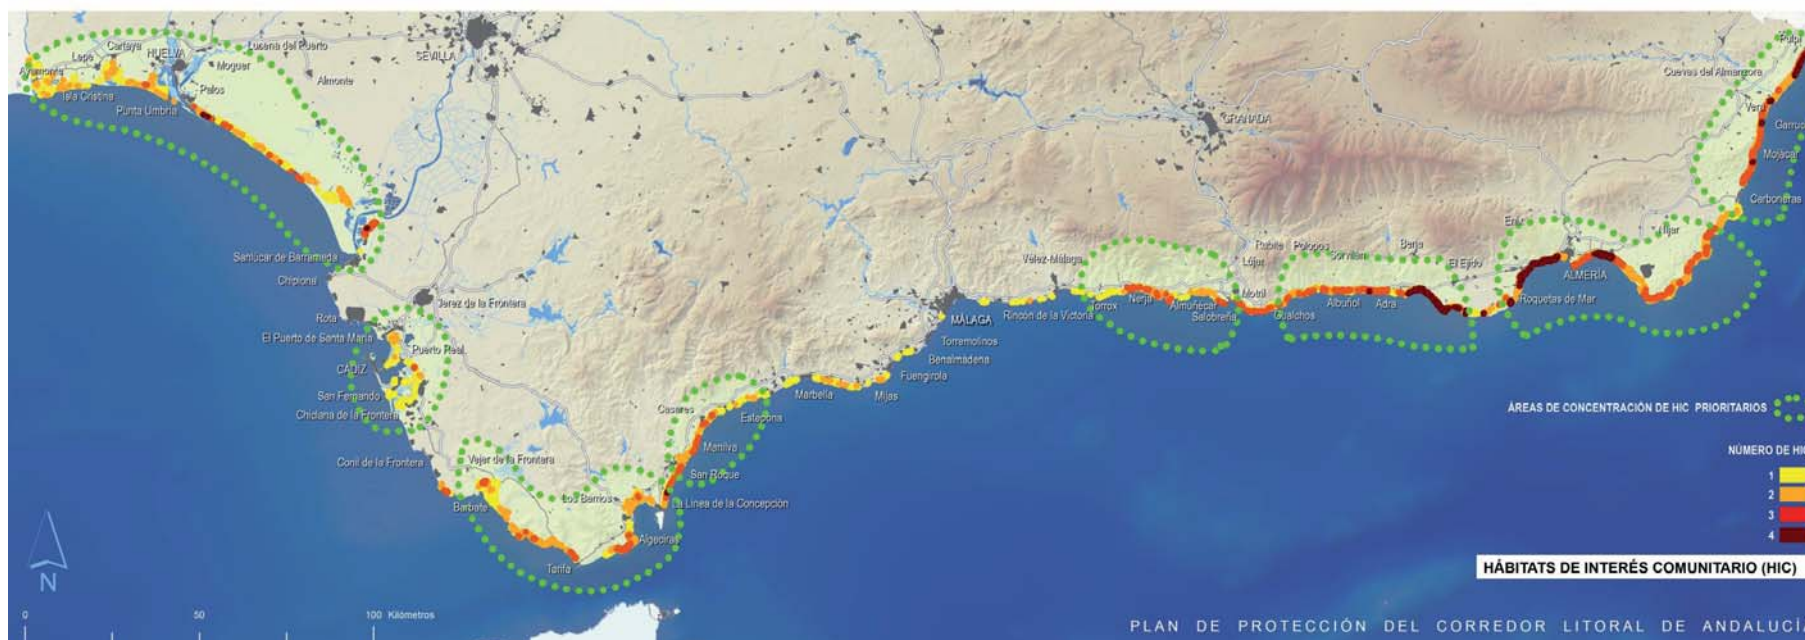 Pulpí
Cartaya
Lucena del Puerto
Lepe
HUELVA
SEVILLA
Moguer
Ayamonte
Almonte
Cuevas del Almanzora
Palos
Isla Cristina
Punta Umbría
Vera
GRANADA
Garruc
Mojácar
Carboneras
Enix
Níjar
Sanlúcar de Barrameda
Rubite
Polopos
Berja
Sorvilán
Vélez-Málaga
Lújar
El Ejido
Chipiona
ALMERÍA
Jerez de la Frontera
Motril
Torrox
Nerja
Almuñécar
Albuñol
Adra
Roquetas de Mar
Rota
MÁLAGA
Rincón de la Victoria
Salobreña
Gualchos
El Puerto de Santa María
Torremolinos
Puerto Real
Benalmádena
CÁDIZ
Fuengirola
San Fernando
Marbella
Mijas
Chiclana de la Frontera
Casares
Estepona
ÁREAS DE CONCENTRACIÓN DE HIC PRIORITARIOS
Manilva
NÚMERO DE HIC
Conil de la Frontera
Vejer de la Frontera
San Roque
1
Los Barrios
2
Barbate
La Línea de la Concepción
3
4
Algeciras
Tarifa
HÁBITATS DE INTERÉS COMUNITARIO (HIC)
N
0
50
100 Kilómetros
PLAN DE PROTECCIÓN DEL CORREDOR LITORAL DE ANDALUCÍA